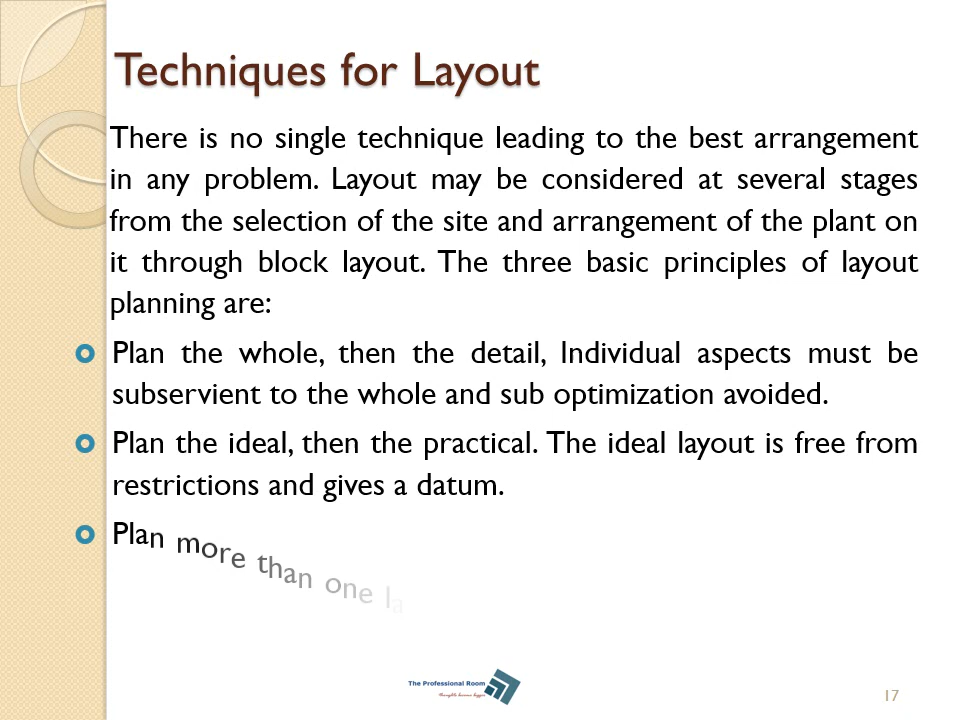 Techniques for Layout
There is no single technique leading to the best arrangement
in any problem. Layout may be considered at several stages
from the selection of the site and arrangement of the plant on
it through block layout. The three basic principles of layout
planning are:
Plan the whole, then the detail, Individual aspects must be
subservient to the whole and sub optimization avoided.
Plan the ideal, then the practical. The ideal layout is free from
restrictions and gives a datum.
Plan more than one la
The Professional Room
17